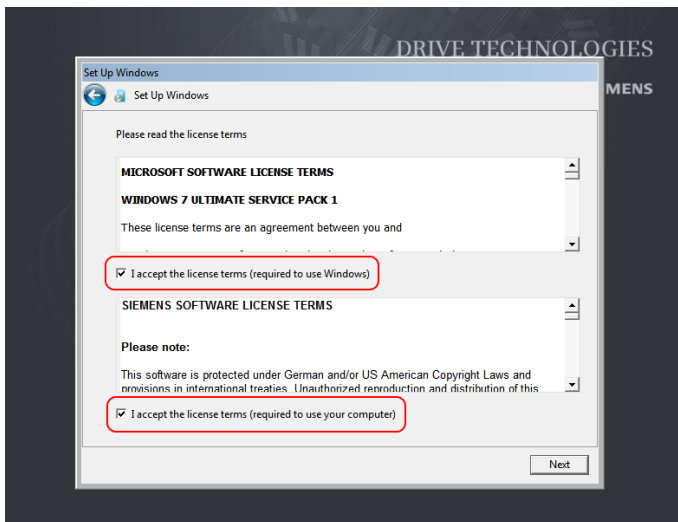 DRIVE TECHNOLOGIES
Set Up Windows
MENS
Set Up Windows
Please read the license terms
MICROSOFT SOFTWARE LICENSE TERMS
WINDOWS 7 ULTIMATE SERVICE PACK 1
These license terms are an agreement between you and
I accept the license terms (required to use Windows)
SIEMENS SOFTWARE LICENSE TERMS
Please note:
This software is protected under German and/or US American Copyright Laws and
provisions in international treaties. Unauthorized reproduction and distribution of this
I accept the license terms (required to use your computer)
Next